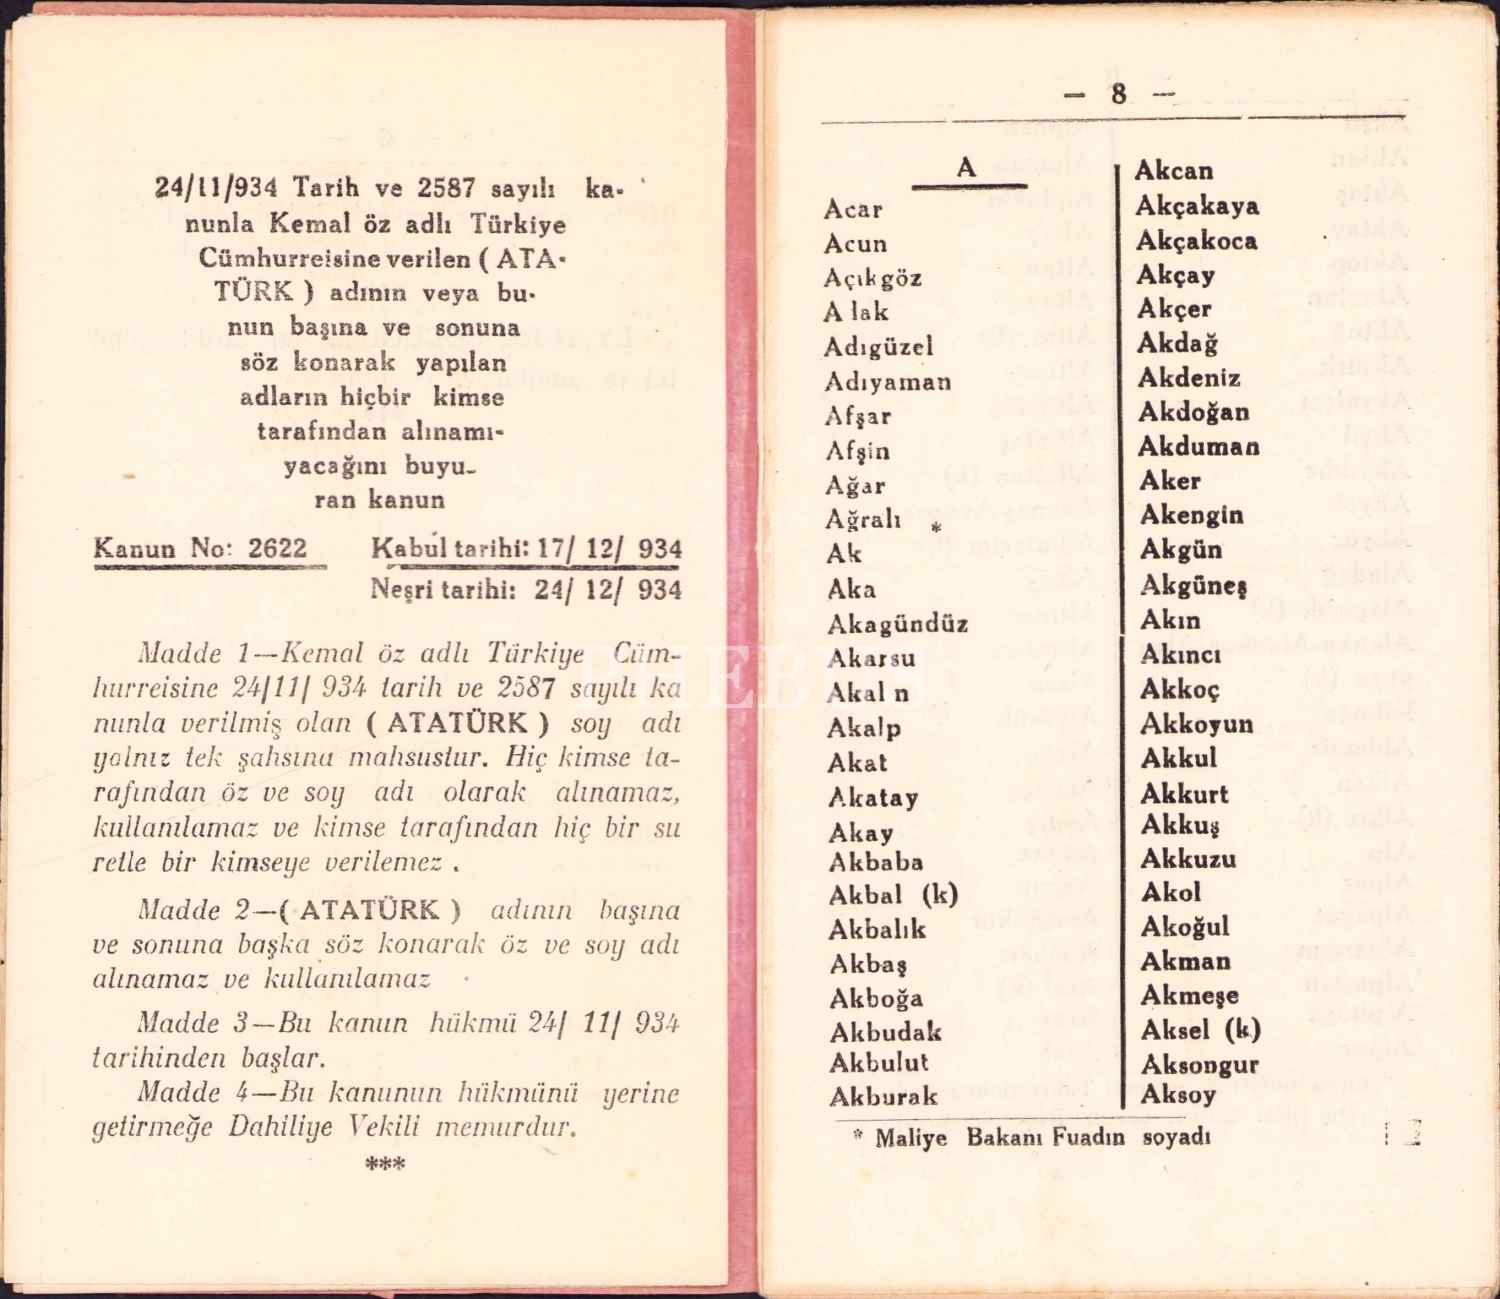 24/11/934 Tarih ve 2587 sayılı ka-
nunla Kemal öz adlı Türkiye
Cümhurreisine verilen ( ATA-
TÜRK ) adının veya bu-
nun başına ve sonuna
söz konarak yapılan
adların hiçbir kimse
tarafından alınamı-
yacağını buyu-
ran kanun
Kanun No: 2622 Kabul tarihi: 17/ 12/ 934
Neşri tarihi: 24/ 12/ 934
Madde 1—Kemal öz adlı Türkiye Cüm-
hurreisine 24/11/ 934 tarih ve 2587 sayılı ka
nunla verilmiş olan ( ATATÜRK ) soy adı
yalnız tek şahsına mahsustur. Hiç kimse ta-
rafından öz ve soy adı olarak alınamaz,
kullanılamaz ve kimse tarafından hiç bir su
retle bir kimseye verilemez .
Madde 2—( ATATÜRK ) adının başına
ve sonuna başka söz konarak öz ve soy adı
alınamaz ve kullanılamaz
Madde 3—Bu kanun hükmü 24/ 11/ 934
tarihinden başlar.
Madde 4—Bu kanunun hükmünü yerine
getirmeğe Dahiliye Vekili memurdur.
***
— 8 —
A
Acar
Acun
Açıkgöz
A lak
Adıgüzel
Adıyaman
Afşar
Afşin
Ağar
Ağralı *
Ak
Aka
Akagündüz
Akarsu
Akal n
Akalp
Akat
Akatay
Akay
Akbaba
Akbal (k)
Akbalık
Akbaş
Akboğa
Akbudak
Akbulut
Akburak
Akcan
Akçakaya
Akçakoca
Akçay
Akçer
Akdağ
Akdeniz
Akdoğan
Akduman
Aker
Akengin
Akgün
Akgüneş
Akın
Akıncı
Akkoç
Akkoyun
Akkul
Akkurt
Akkuş
Akkuzu
Akol
Akoğul
Akman
Akmeşe
Aksel (k)
Aksongur
Aksoy
* Maliye Bakanı Fuadın soyadı
PHEBUS